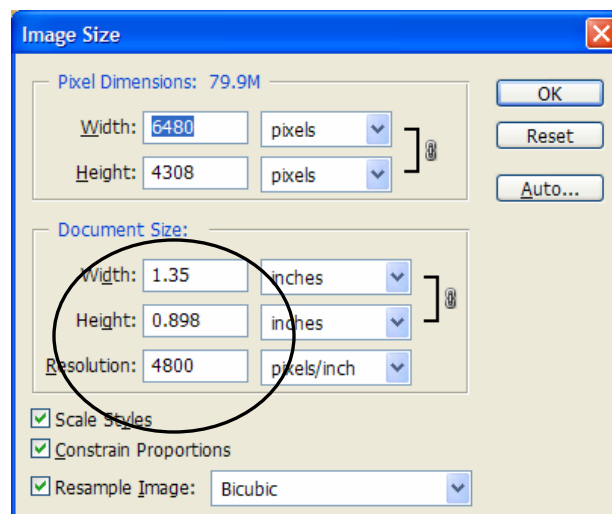 Image Size
Pixel Dimensions: 79.9M
OK
Width: 6480 pixels
Reset
Height: 4308 pixels
Auto...
Document Size:
Width: 1.35 inches
Height: 0.898 inches
Resolution: 4800 pixels/inch
Scale Styles
Constrain Proportions
Resample Image: Bicubic